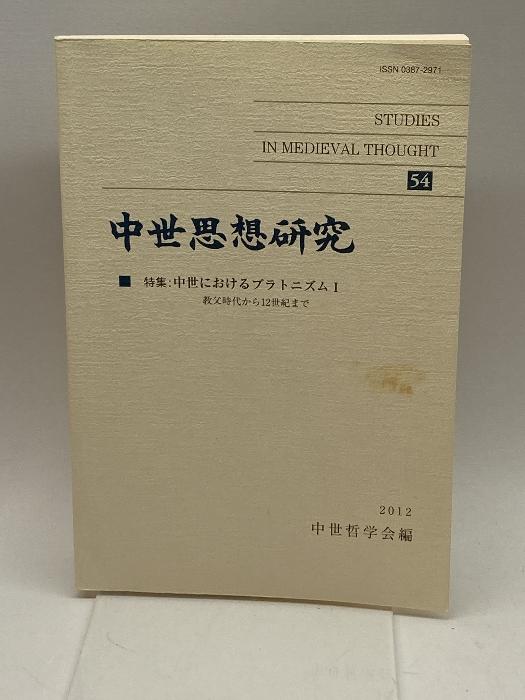 ISSN 0387-2971
STUDIES
IN MEDIEVAL THOUGHT
54
中世思想研究
■ 特集:中世におけるプラトニズム I
教父時代から12世紀まで
2012
中世哲学会編